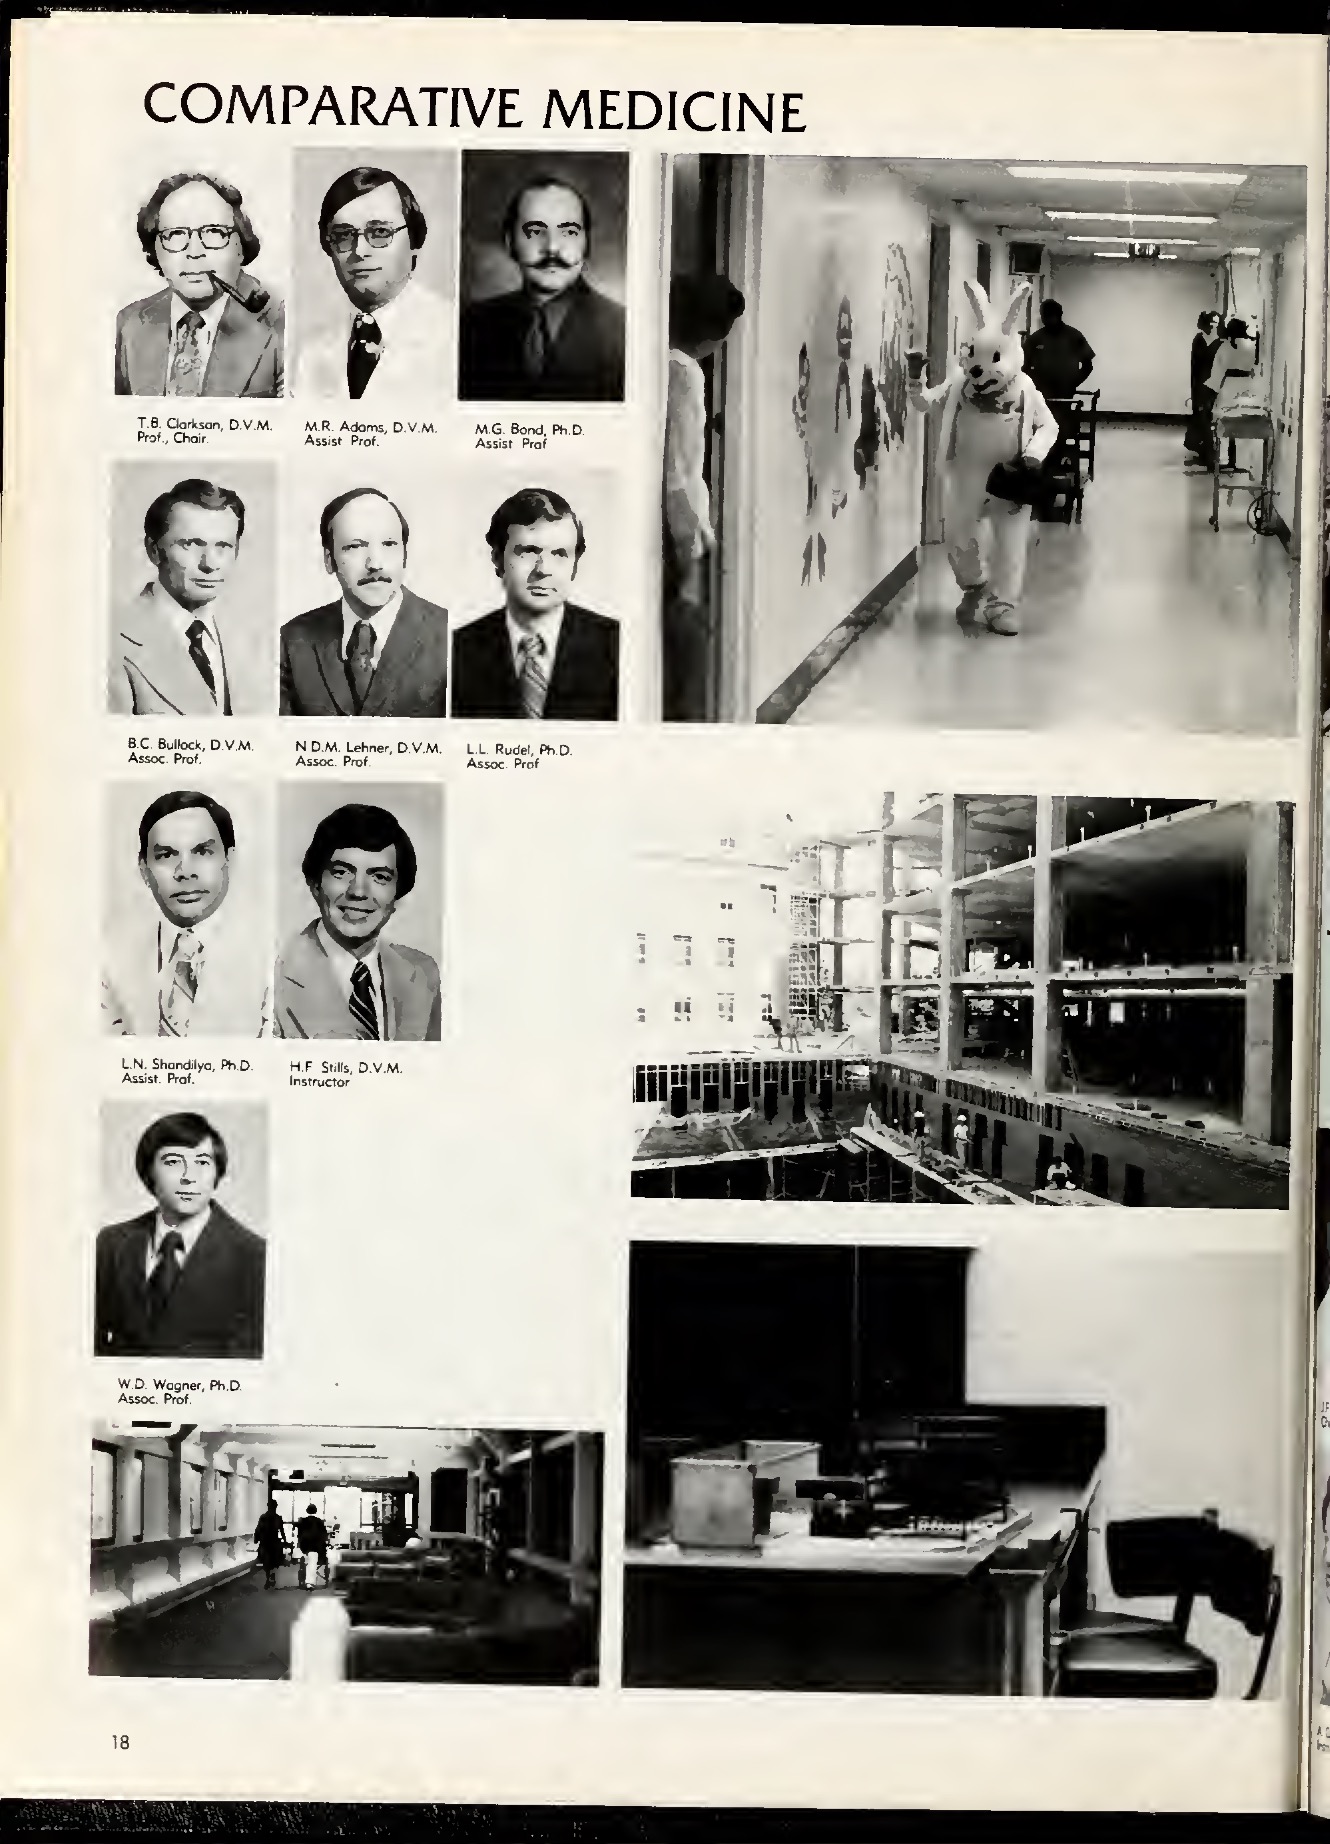 COMPARATIVE MEDICINE
T.B. Clarkson, D.V.M.
Prof., Chair.
M.R. Adams, D.V.M.
Assist Prof.
M.G. Bond, Ph.D.
Assist Prof
B.C. Bullock, D.V.M.
Assoc. Prof.
N D.M. Lehner, D.V.M.
Assoc. Prof.
L.L. Rudel, Ph.D.
Assoc. Prof
L.N. Shandilya, Ph.D.
Assist. Prof.
H.F Stills, D.V.M.
Instructor
W.D. Wagner, Ph.D.
Assoc. Prof.
18